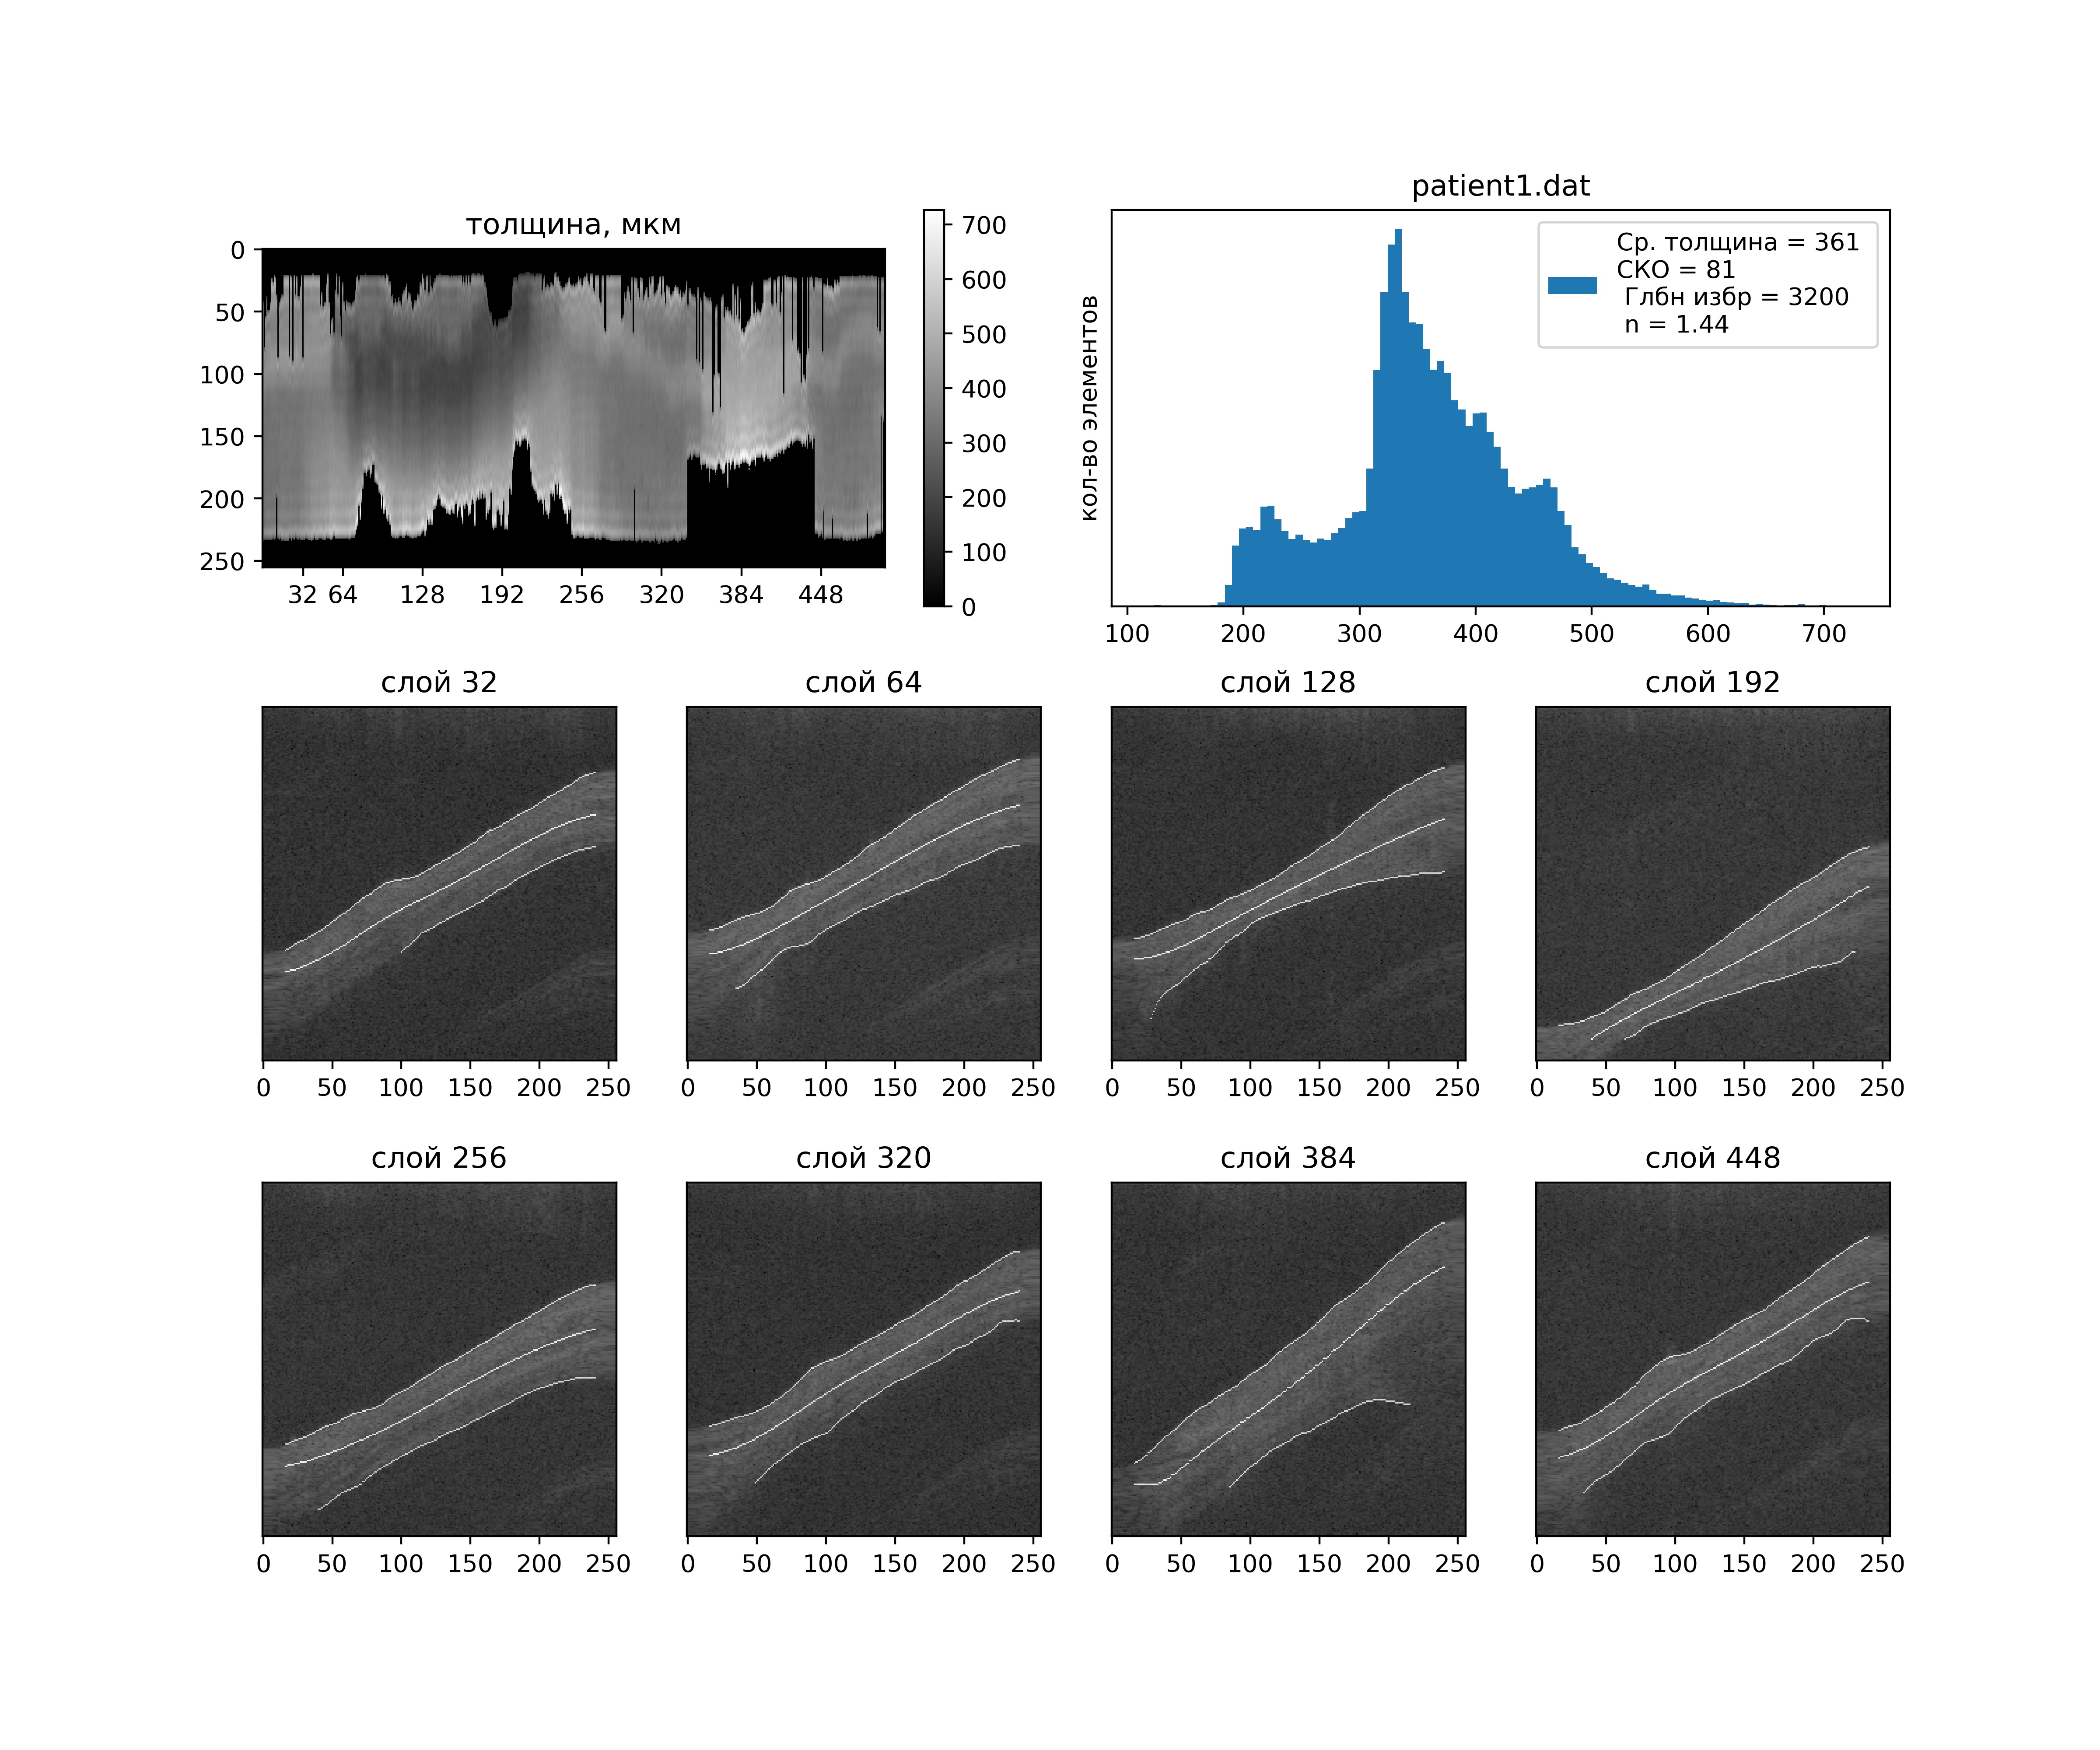 толщина, мкм
0
50
100
150
200
250
32 64 128 192 256 320 384 448
700
600
500
400
300
200
100
0
patient1.dat
кол-во элементов
Ср. толщина = 361
СКО = 81
Глбн избр = 3200
n = 1.44
100 200 300 400 500 600 700
слой 32
0 50 100 150 200 250
слой 64
0 50 100 150 200 250
слой 128
0 50 100 150 200 250
слой 192
0 50 100 150 200 250
слой 256
0 50 100 150 200 250
слой 320
0 50 100 150 200 250
слой 384
0 50 100 150 200 250
слой 448
0 50 100 150 200 250